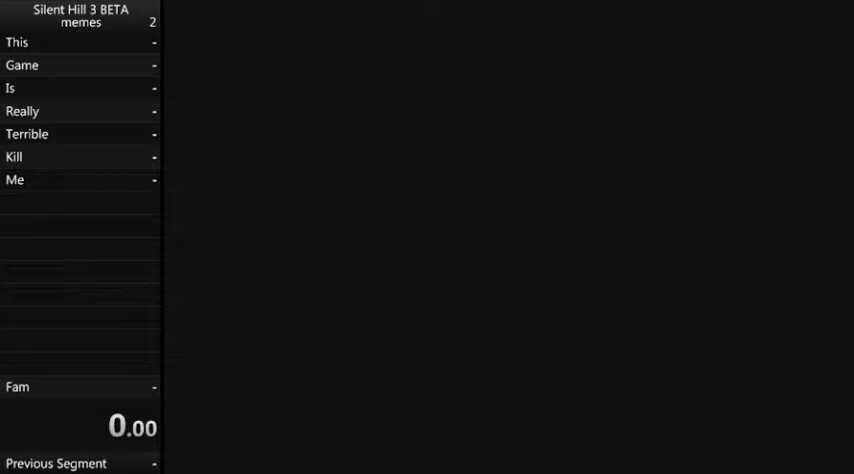 Silent Hill 3 BETA
memes 2
This -
Game -
Is -
Really -
Terrible -
Kill -
Me -
Fam -
0.00
Previous Segment -